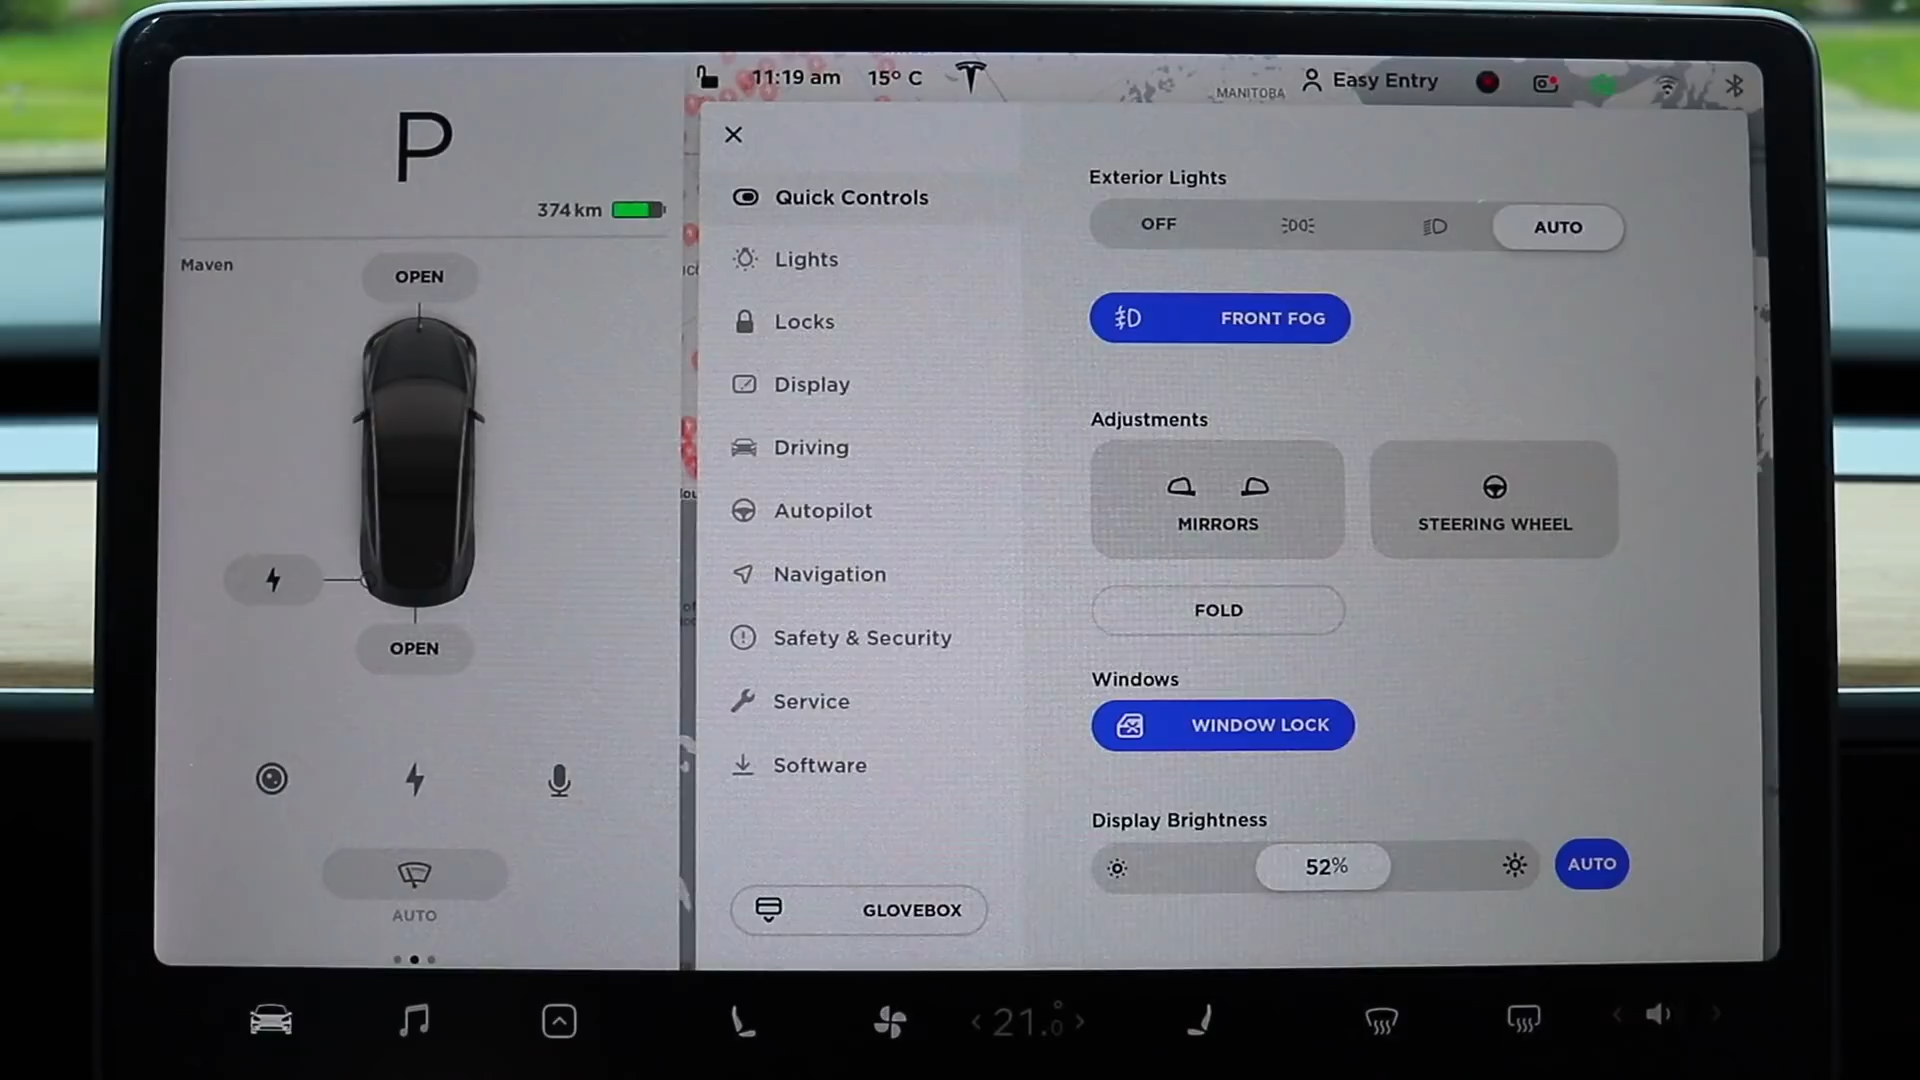 P
374 km
Maven
OPEN
OPEN
AUTO
11:19 am
15° C
MANITOBA
Easy Entry
Quick Controls
Lights
Locks
Display
Driving
Autopilot
Navigation
Safety & Security
Service
Software
GLOVEBOX
Exterior Lights
OFF
AUTO
FRONT FOG
Adjustments
MIRRORS
STEERING WHEEL
FOLD
Windows
WINDOW LOCK
Display Brightness
52%
AUTO
21.0°